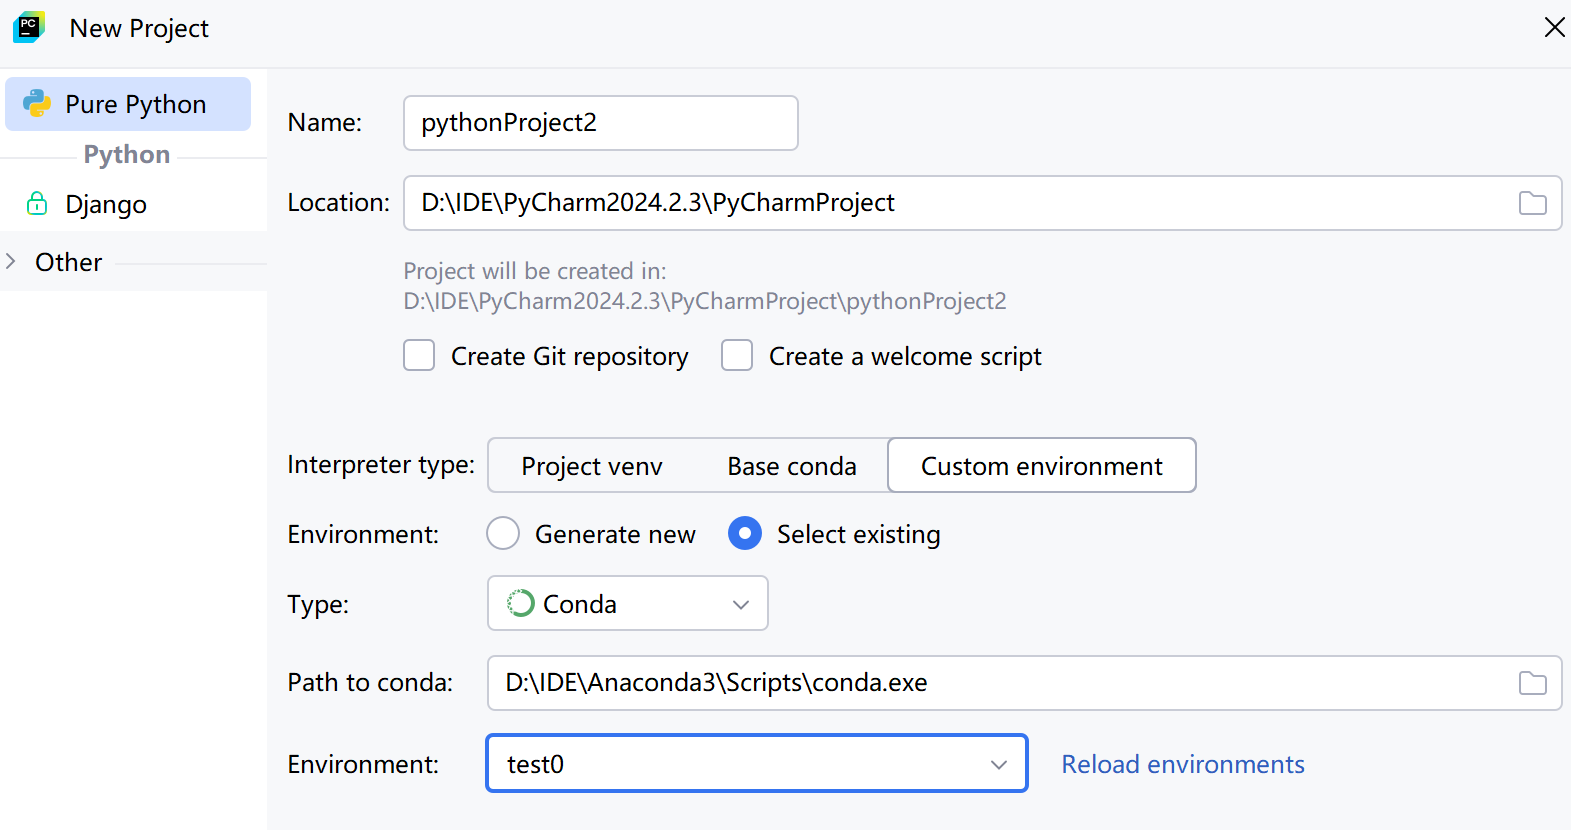 PC
New Project
Pure Python
Python
Django
Other
Name: pythonProject2
Location: D:\IDE\PyCharm2024.2.3\PyCharmProject
Project will be created in:
D:\IDE\PyCharm2024.2.3\PyCharmProject\pythonProject2
Create Git repository Create a welcome script
Interpreter type: Project venv Base conda Custom environment
Environment: Generate new Select existing
Type: Conda
Path to conda: D:\IDE\Anaconda3\Scripts\conda.exe
Environment: test0 Reload environments